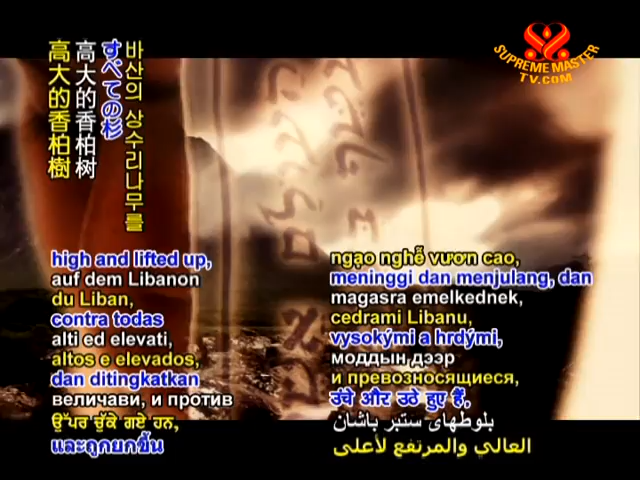 SUPREME MASTER
TV.COM
바산의 상수리나무를
すべての杉
高大的香柏树
高大的香柏樹
high and lifted up,
auf dem Libanon
du Liban,
contra todas
alti ed elevati,
altos e elevados,
dan ditingkatkan
величави, и против
ਉੱਪਰ ਚੁੱਕੇ ਗਏ ਹਨ,
และถูกยกขึ้น
ngạo nghễ vươn cao,
meninggi dan menjulang, dan
magasra emelkednek,
cedrami Libanu,
vysokými a hrdými,
моддын дээр
и превозносящиеся,
उंचे और उठे हुए हैं,
بلوطهای ستبر باشان
العالي والمرتفع لأعلى